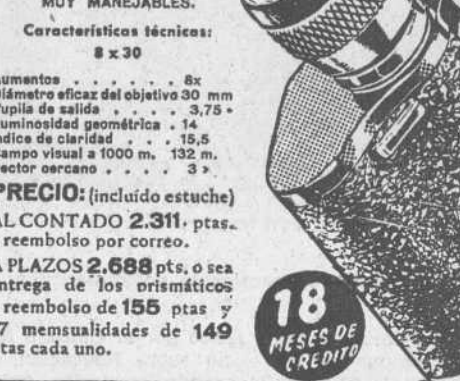 MUY MANEJABLES.
Características técnicas:
8 x 30
umentos . . . . . . 8x
iámetro eficaz del objetivo 30 mm
upila de salida . . . . 3,75 »
uminosidad geométrica . 14
ndice de claridad . . . 15,5
ampo visual a 1000 m. 132 m.
ector cercano . . . . 3 »
PRECIO: (incluído estuche)
AL CONTADO 2.311, ptas.
reembolso por correo.
A PLAZOS 2.688 pts. o sea
ntrega de los prismáticos
reembolso de 155 ptas y
7 memsualidades de 149
tas cada uno.
18
MESES DE
CREDITO